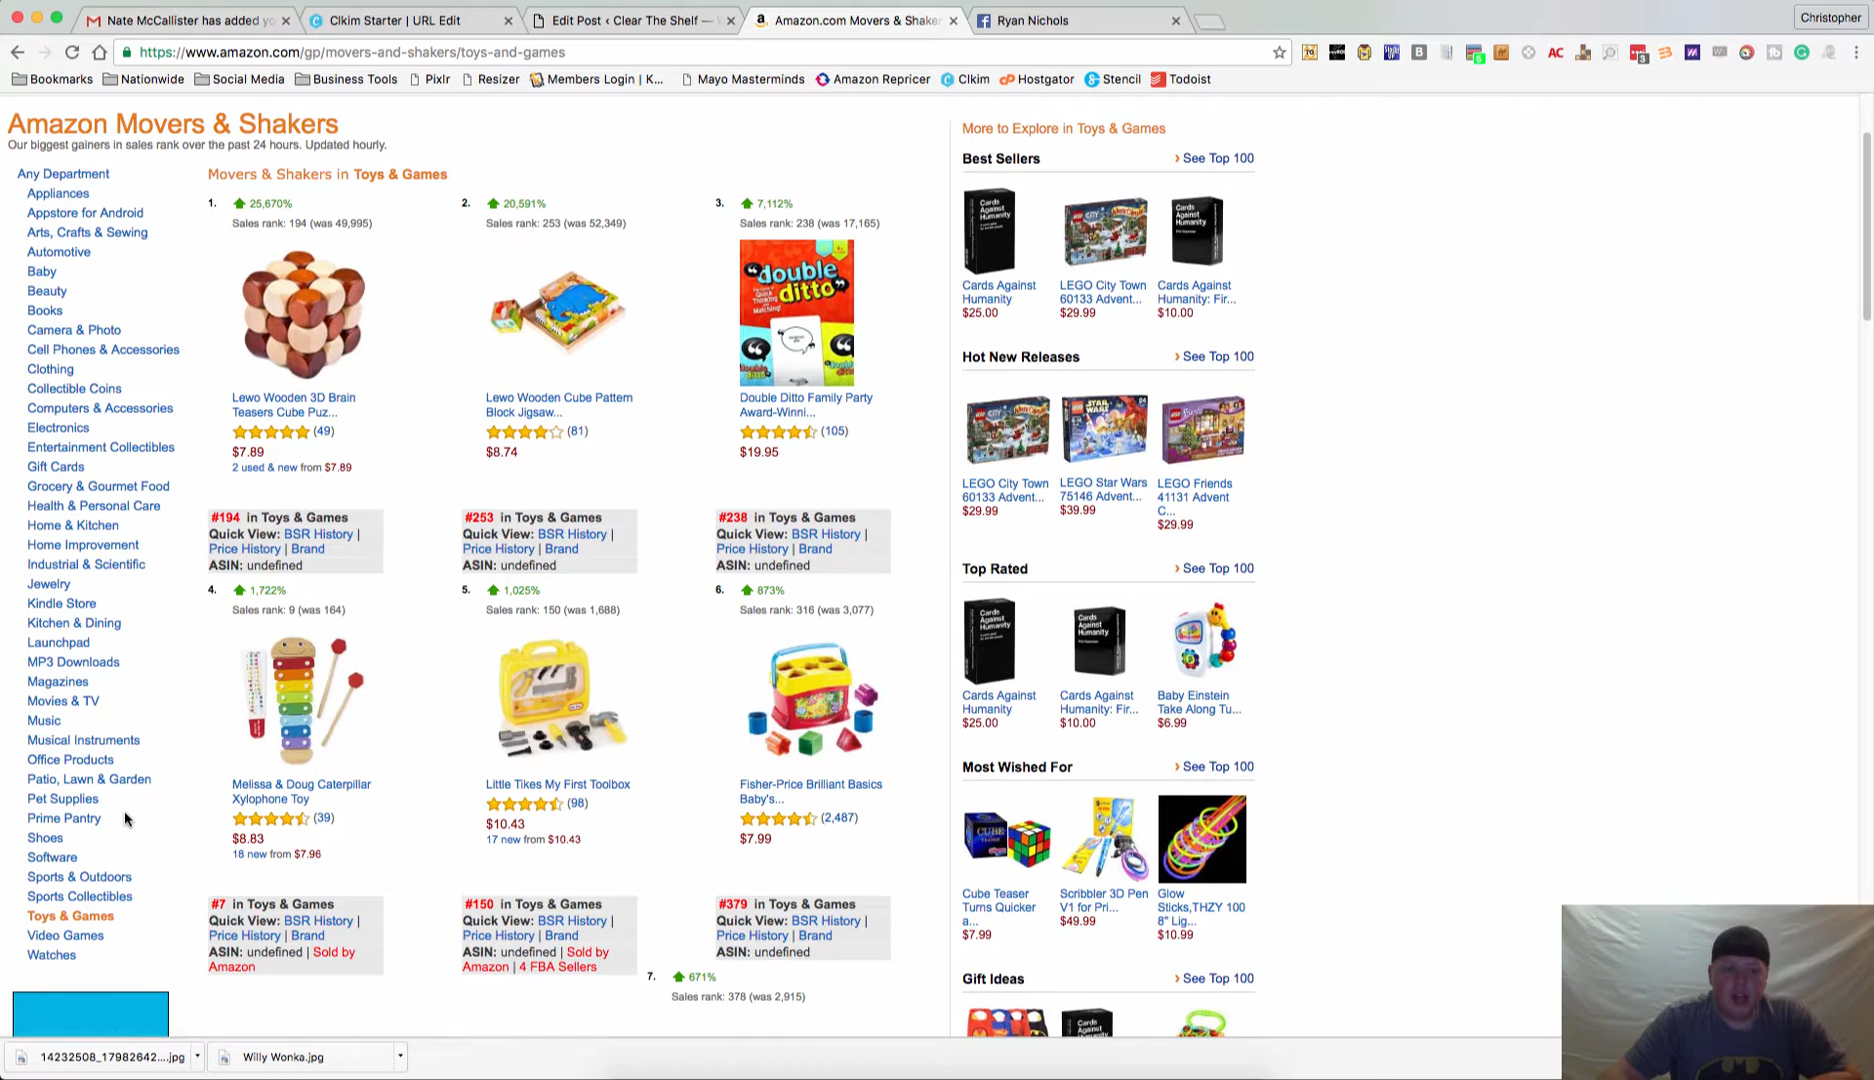 Nate McCallister has added yo
Clkim Starter | URL Edit
Edit Post ‹ Clear The Shelf —
Amazon.com Movers & Shaker
Ryan Nichols
Christopher
https://www.amazon.com/gp/movers-and-shakers/toys-and-games
Bookmarks Nationwide Social Media Business Tools Pixlr Resizer Members Login | K... Mayo Masterminds Amazon Repricer Clkim Hostgator Stencil Todoist
Amazon Movers & Shakers
Our biggest gainers in sales rank over the past 24 hours. Updated hourly.
Any Department
Appliances
Appstore for Android
Arts, Crafts & Sewing
Automotive
Baby
Beauty
Books
Camera & Photo
Cell Phones & Accessories
Clothing
Collectible Coins
Computers & Accessories
Electronics
Entertainment Collectibles
Gift Cards
Grocery & Gourmet Food
Health & Personal Care
Home & Kitchen
Home Improvement
Industrial & Scientific
Jewelry
Kindle Store
Kitchen & Dining
Launchpad
MP3 Downloads
Magazines
Movies & TV
Music
Musical Instruments
Office Products
Patio, Lawn & Garden
Pet Supplies
Prime Pantry
Shoes
Software
Sports & Outdoors
Sports Collectibles
Toys & Games
Video Games
Watches
Movers & Shakers in Toys & Games
1. 25,670%
Sales rank: 194 (was 49,995)
Lewo Wooden 3D Brain
Teasers Cube Puz...
(49)
$7.89
2 used & new from $7.89
#194 in Toys & Games
Quick View: BSR History |
Price History | Brand
ASIN: undefined
2. 20,591%
Sales rank: 253 (was 52,349)
Lewo Wooden Cube Pattern
Block Jigsaw...
(81)
$8.74
#253 in Toys & Games
Quick View: BSR History |
Price History | Brand
ASIN: undefined
3. 7,112%
Sales rank: 238 (was 17,165)
double
ditto
Double Ditto Family Party
Award-Winni...
(105)
$19.95
#238 in Toys & Games
Quick View: BSR History |
Price History | Brand
ASIN: undefined
4. 1,722%
Sales rank: 9 (was 164)
Melissa & Doug Caterpillar
Xylophone Toy
(39)
$8.83
18 new from $7.96
#7 in Toys & Games
Quick View: BSR History |
Price History | Brand
ASIN: undefined | Sold by
Amazon
5. 1,025%
Sales rank: 150 (was 1,688)
Little Tikes My First Toolbox
(98)
$10.43
17 new from $10.43
#150 in Toys & Games
Quick View: BSR History |
Price History | Brand
ASIN: undefined | Sold by
Amazon | 4 FBA Sellers
6. 873%
Sales rank: 316 (was 3,077)
Fisher-Price Brilliant Basics
Baby's...
(2,487)
$7.99
#379 in Toys & Games
Quick View: BSR History |
Price History | Brand
ASIN: undefined
7. 671%
Sales rank: 378 (was 2,915)
More to Explore in Toys & Games
Best Sellers
See Top 100
Cards Against Humanity
Cards Against Humanity
Cards Against
Humanity
$25.00
LEGO City Town
60133 Advent...
$29.99
Cards Against
Humanity: Fir...
$10.00
Hot New Releases
See Top 100
LEGO City Town
60133 Advent...
$29.99
LEGO Star Wars
75146 Advent...
$39.99
LEGO Friends
41131 Advent
C...
$29.99
Top Rated
See Top 100
Cards Against Humanity
Cards Against Humanity
Cards Against
Humanity
$25.00
Cards Against
Humanity: Fir...
$10.00
Baby Einstein
Take Along Tu...
$6.99
Most Wished For
See Top 100
CUBE
Cube Teaser
Turns Quicker
a...
$7.99
Scribbler 3D Pen
V1 for Pri...
$49.99
Glow
Sticks,THZY 100
8" Lig...
$10.99
Gift Ideas
See Top 100
14232508_17982642....jpg
Willy Wonka.jpg